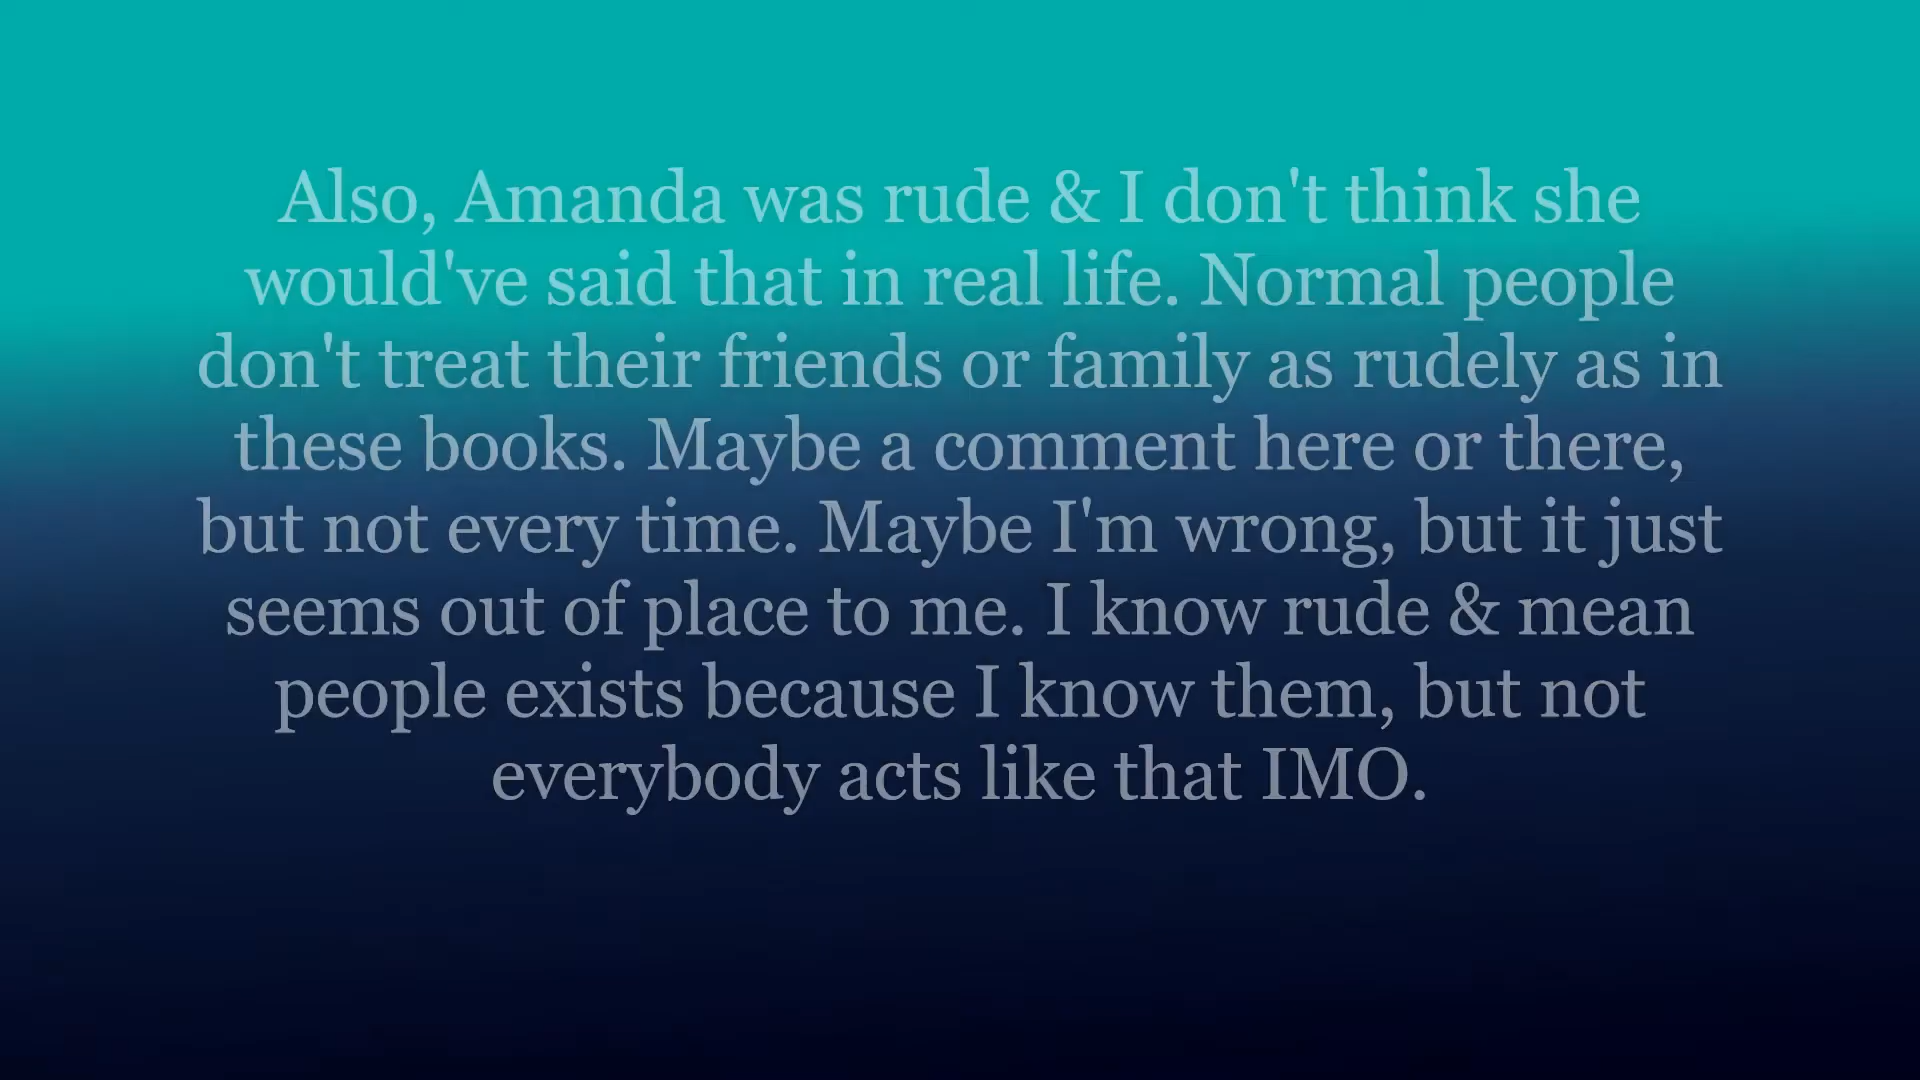 Also, Amanda was rude & I don't think she
would've said that in real life. Normal people
don't treat their friends or family as rudely as in
these books. Maybe a comment here or there,
but not every time. Maybe I'm wrong, but it just
seems out of place to me. I know rude & mean
people exists because I know them, but not
everybody acts like that IMO.